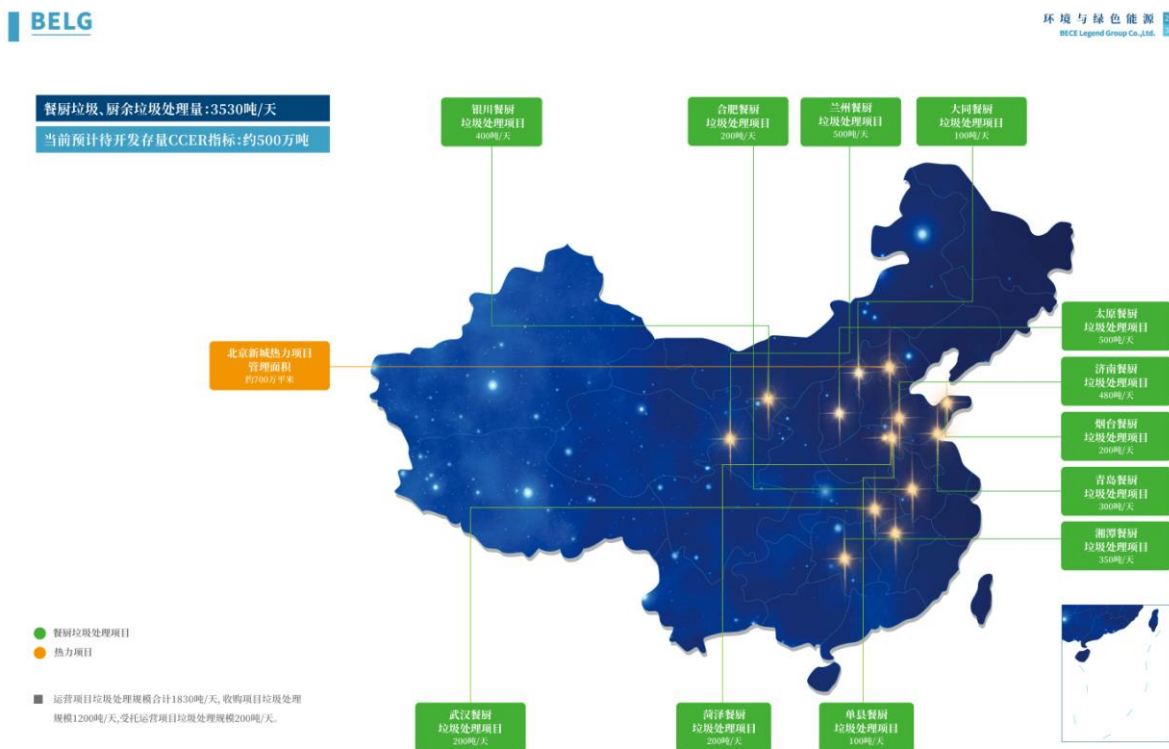 BELG
环境与绿色能源
BECE Legend Group Co.,Ltd.
餐厨垃圾、厨余垃圾处理量:3530吨/天
当前预计待开发存量CCER指标:约500万吨
银川餐厨
垃圾处理项目
400吨/天
合肥餐厨
垃圾处理项目
200吨/天
兰州餐厨
垃圾处理项目
500吨/天
大同餐厨
垃圾处理项目
100吨/天
北京新城热力项目
管理面积
约700万平米
太原餐厨
垃圾处理项目
500吨/天
济南餐厨
垃圾处理项目
480吨/天
烟台餐厨
垃圾处理项目
200吨/天
青岛餐厨
垃圾处理项目
300吨/天
湘潭餐厨
垃圾处理项目
350吨/天
餐厨垃圾处理项目
热力项目
运营项目垃圾处理规模合计1830吨/天, 收购项目垃圾处理
规模1200吨/天,受托运营项目垃圾处理规模200吨/天。
武汉餐厨
垃圾处理项目
200吨/天
菏泽餐厨
垃圾处理项目
200吨/天
单县餐厨
垃圾处理项目
100吨/天